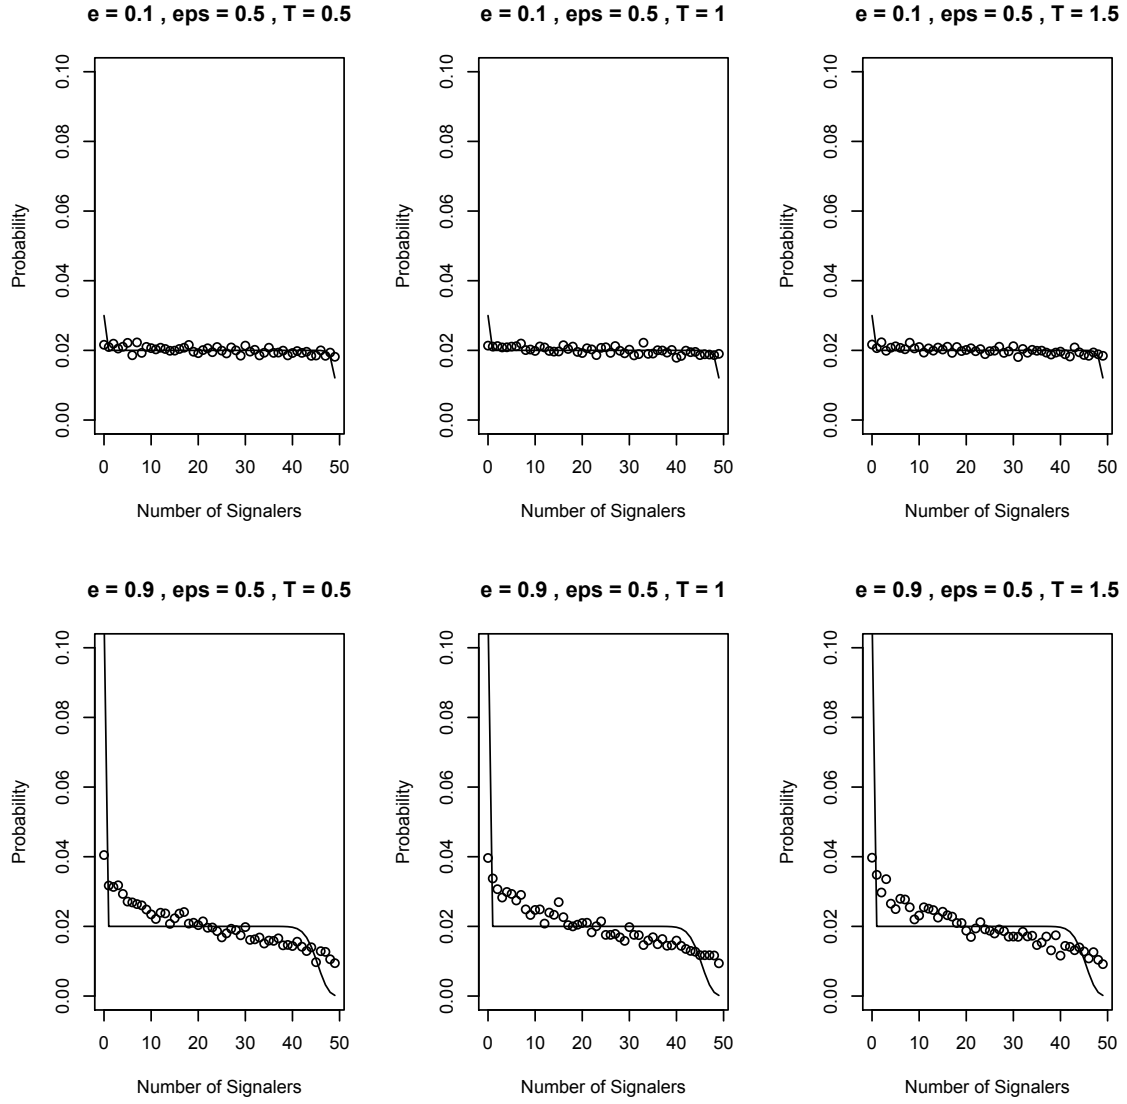 e = 0.1 , eps = 0.5 , T = 0.5
e = 0.1 , eps = 0.5 , T = 1
e = 0.1 , eps = 0.5 , T = 1.5
Probability
0.10
0.08
0.06
0.04
0.02
0.00
0 10 20 30 40 50
Number of Signalers
Probability
0.10
0.08
0.06
0.04
0.02
0.00
0 10 20 30 40 50
Number of Signalers
Probability
0.10
0.08
0.06
0.04
0.02
0.00
0 10 20 30 40 50
Number of Signalers
e = 0.9 , eps = 0.5 , T = 0.5
e = 0.9 , eps = 0.5 , T = 1
e = 0.9 , eps = 0.5 , T = 1.5
Probability
0.10
0.08
0.06
0.04
0.02
0.00
0 10 20 30 40 50
Number of Signalers
Probability
0.10
0.08
0.06
0.04
0.02
0.00
0 10 20 30 40 50
Number of Signalers
Probability
0.10
0.08
0.06
0.04
0.02
0.00
0 10 20 30 40 50
Number of Signalers